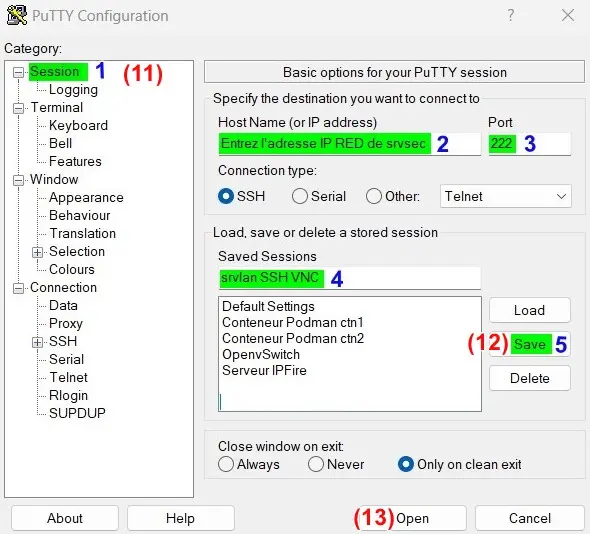 PuTTY Configuration
Category:
Session 1 (11)
Logging
Terminal
Keyboard
Bell
Features
Window
Appearance
Behaviour
Translation
Selection
Colours
Connection
Data
Proxy
SSH
Serial
Telnet
Rlogin
SUPDUP
Basic options for your PuTTY session
Specify the destination you want to connect to
Host Name (or IP address) Port
Entrez l'adresse IP RED de srvsec 2 222 3
Connection type:
SSH Serial Other: Telnet
Load, save or delete a stored session
Saved Sessions
srvlan SSH VNC 4
Default Settings
Conteneur Podman ctn1
Conteneur Podman ctn2
OpenvSwitch
Serveur IPFire
Load
(12) Save 5
Delete
Close window on exit:
Always Never Only on clean exit
About Help (13) Open Cancel